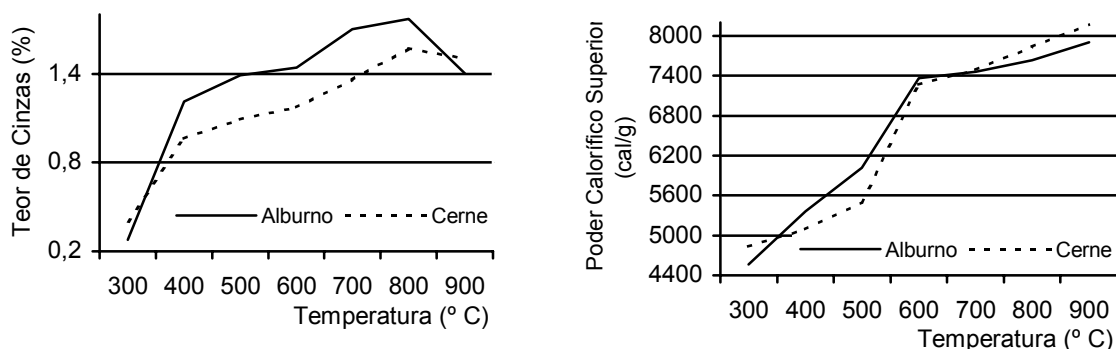 Teor de Cinzas (%)
1,4
0,8
0,2
Alburno Cerne
300 400 500 600 700 800 900
Temperatura (º C)
Poder Calorífico Superior
(cal/g)
8000
7400
6800
6200
5600
5000
4400
Alburno Cerne
300 400 500 600 700 800 900
Temperatura (º C)